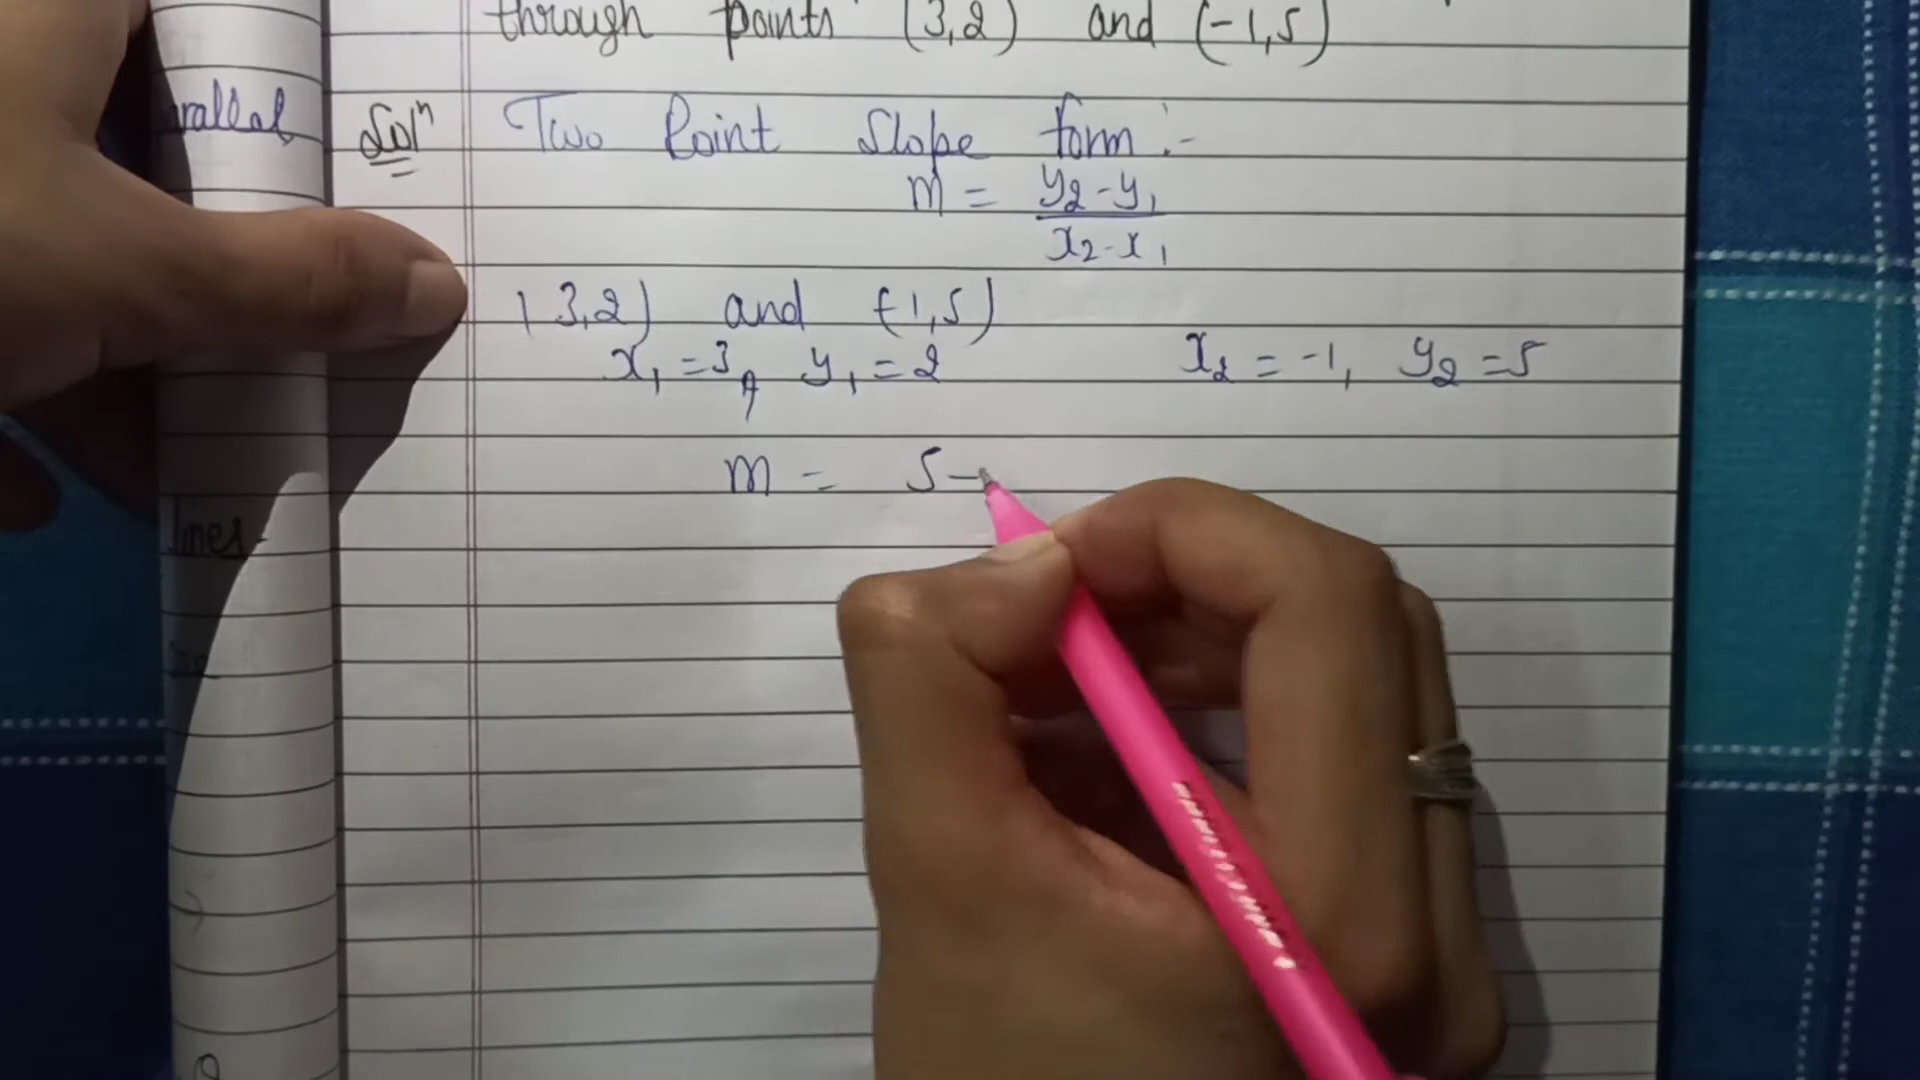 through points (3,2) and (-1,5)
Solⁿ Two Point Slope form :-
m = y₂-y₁
x₂-x₁
(3,2) and (-1,5)
x₁=3, y₁=2 x₂ = -1, y₂=5
m = 5-
rallel
lines